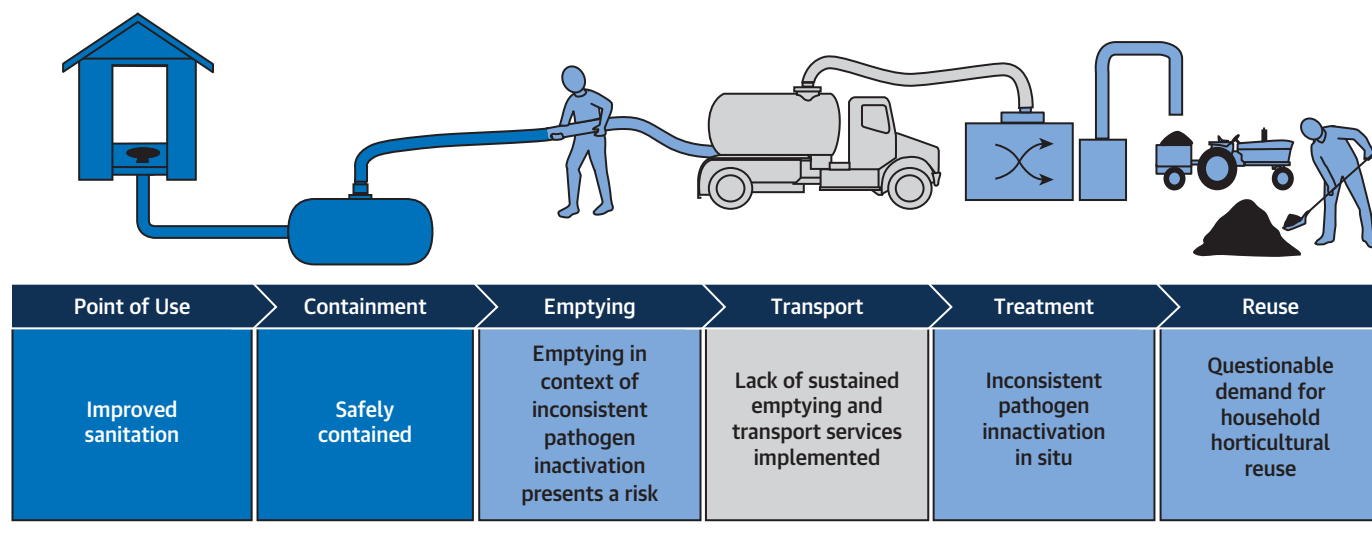 Point of Use
Containment
Emptying
Transport
Treatment
Reuse
Improved
sanitation
Safely
contained
Emptying in
context of
inconsistent
pathogen
inactivation
presents a risk
Lack of sustained
emptying and
transport services
implemented
Inconsistent
pathogen
innactivation
in situ
Questionable
demand for
household
horticultural
reuse